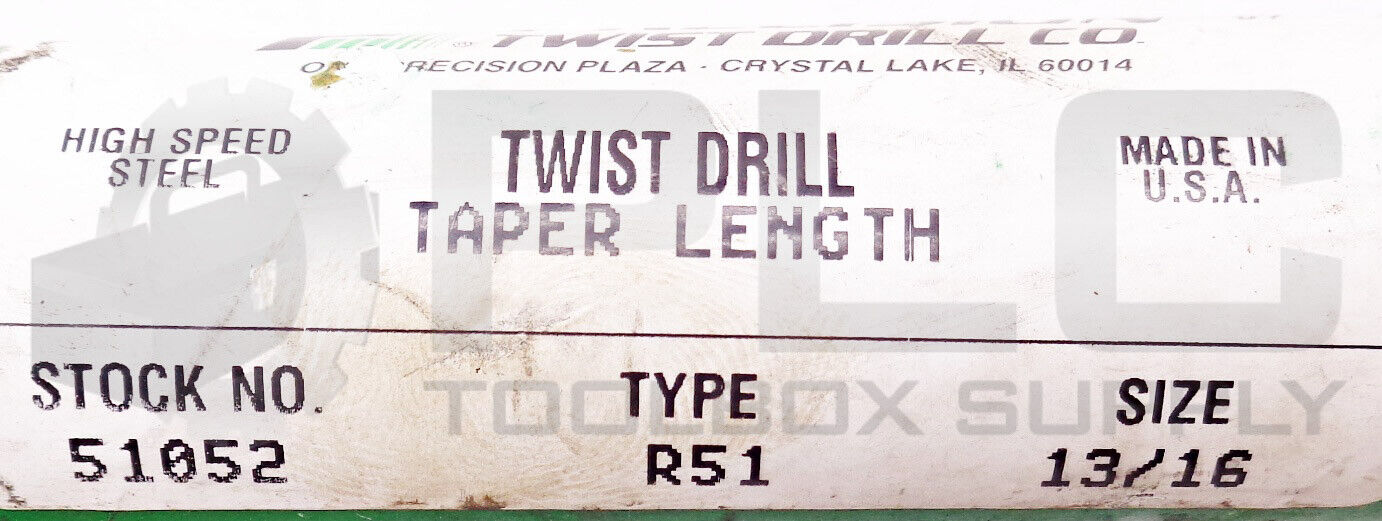 ® TWIST DRILL CO.
PRECISION PLAZA · CRYSTAL LAKE, IL 60014
HIGH SPEED
STEEL
TWIST DRILL
TAPER LENGTH
MADE IN
U.S.A.
STOCK NO.
51052
TYPE
R51
SIZE
13/16
PLC
TOOLBOX SUPPLY